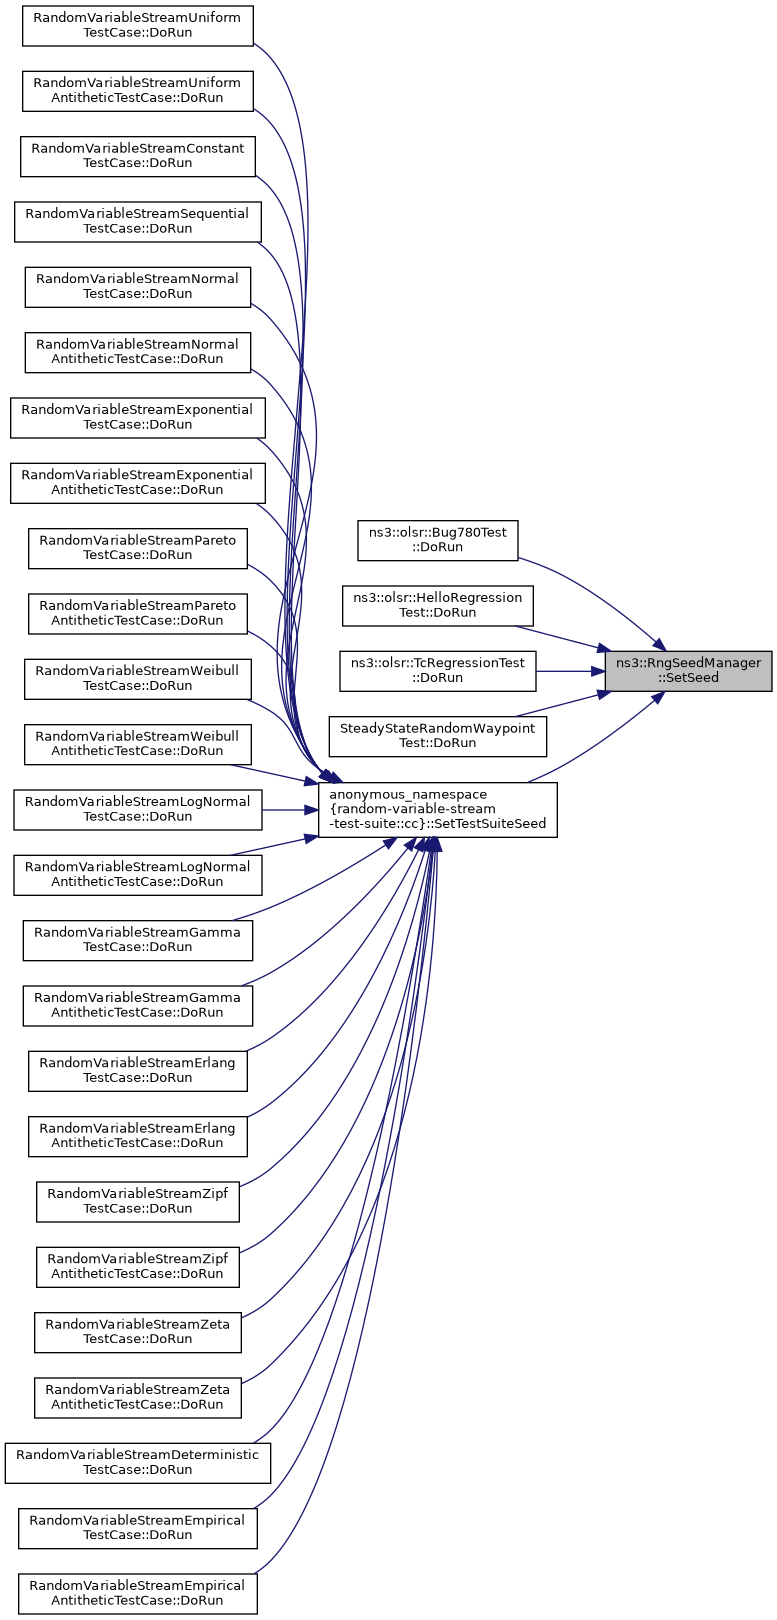 RandomVariableStreamUniform
TestCase::DoRun
RandomVariableStreamUniform
AntitheticTestCase::DoRun
RandomVariableStreamConstant
TestCase::DoRun
RandomVariableStreamSequential
TestCase::DoRun
RandomVariableStreamNormal
TestCase::DoRun
RandomVariableStreamNormal
AntitheticTestCase::DoRun
RandomVariableStreamExponential
TestCase::DoRun
RandomVariableStreamExponential
AntitheticTestCase::DoRun
RandomVariableStreamPareto
TestCase::DoRun
RandomVariableStreamPareto
AntitheticTestCase::DoRun
RandomVariableStreamWeibull
TestCase::DoRun
RandomVariableStreamWeibull
AntitheticTestCase::DoRun
RandomVariableStreamLogNormal
TestCase::DoRun
RandomVariableStreamLogNormal
AntitheticTestCase::DoRun
RandomVariableStreamGamma
TestCase::DoRun
RandomVariableStreamGamma
AntitheticTestCase::DoRun
RandomVariableStreamErlang
TestCase::DoRun
RandomVariableStreamErlang
AntitheticTestCase::DoRun
RandomVariableStreamZipf
TestCase::DoRun
RandomVariableStreamZipf
AntitheticTestCase::DoRun
RandomVariableStreamZeta
TestCase::DoRun
RandomVariableStreamZeta
AntitheticTestCase::DoRun
RandomVariableStreamDeterministic
TestCase::DoRun
RandomVariableStreamEmpirical
TestCase::DoRun
RandomVariableStreamEmpirical
AntitheticTestCase::DoRun
ns3::olsr::Bug780Test
::DoRun
ns3::olsr::HelloRegression
Test::DoRun
ns3::olsr::TcRegressionTest
::DoRun
SteadyStateRandomWaypoint
Test::DoRun
anonymous_namespace
{random-variable-stream
-test-suite::cc}::SetTestSuiteSeed
ns3::RngSeedManager
::SetSeed